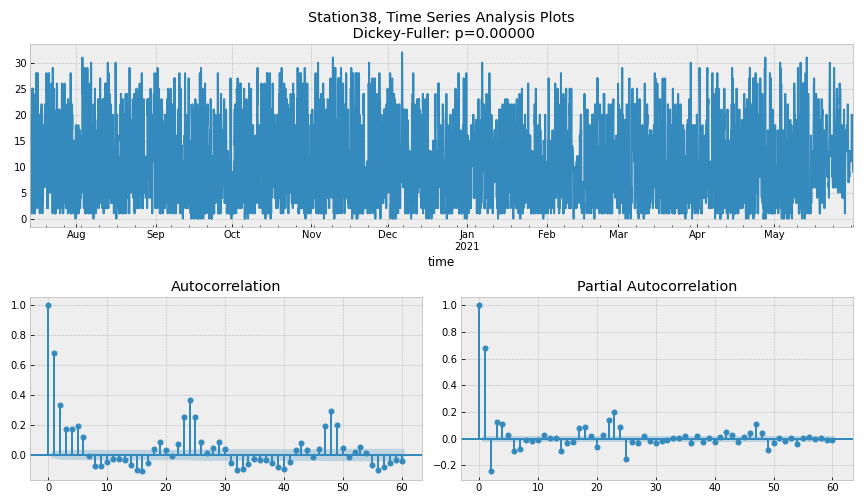 Station38, Time Series Analysis Plots
Dickey-Fuller: p=0.00000
30
25
20
15
10
5
0
Aug Sep Oct Nov Dec Jan Feb Mar Apr May
2021
time
Autocorrelation
1.0
0.8
0.6
0.4
0.2
0.0
0 10 20 30 40 50 60
Partial Autocorrelation
1.0
0.8
0.6
0.4
0.2
0.0
−0.2
0 10 20 30 40 50 60